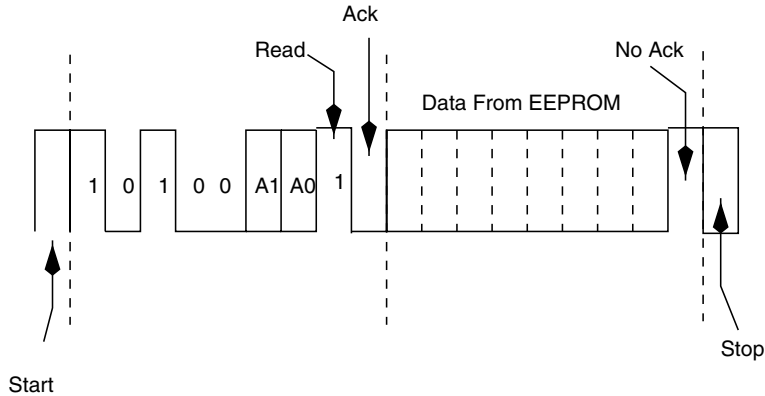 Ack
Read
No Ack
Data From EEPROM
1 0 1 0 0 A1 A0 1
Stop
Start